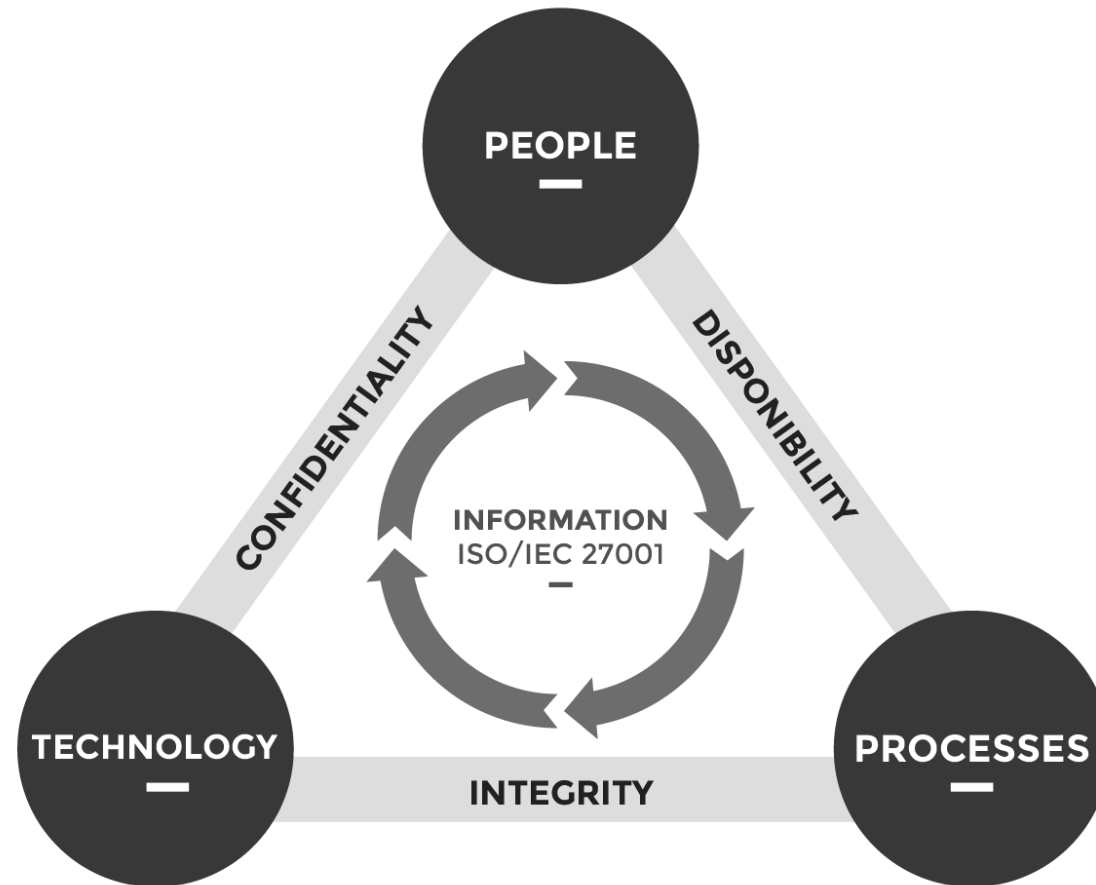 PEOPLE
CONFIDENTIALITY
DISPONIBILITY
INFORMATION
ISO/IEC 27001
TECHNOLOGY
PROCESSES
INTEGRITY